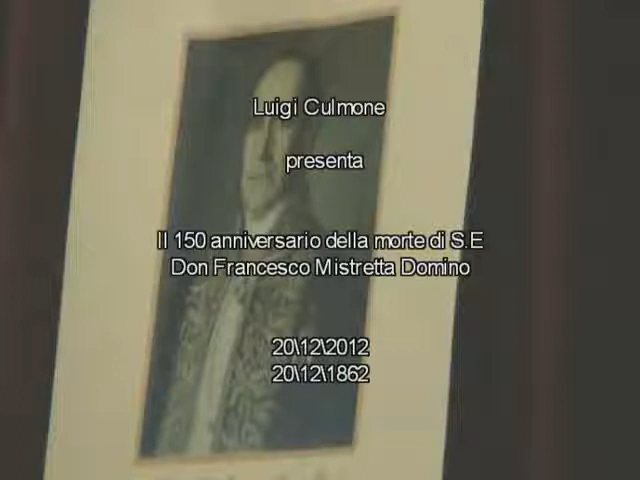 Luigi Culmone
presenta
Il 150 anniversario della morte di S.E
Don Francesco Mistretta Domino
20\12\2012
20\12\1862